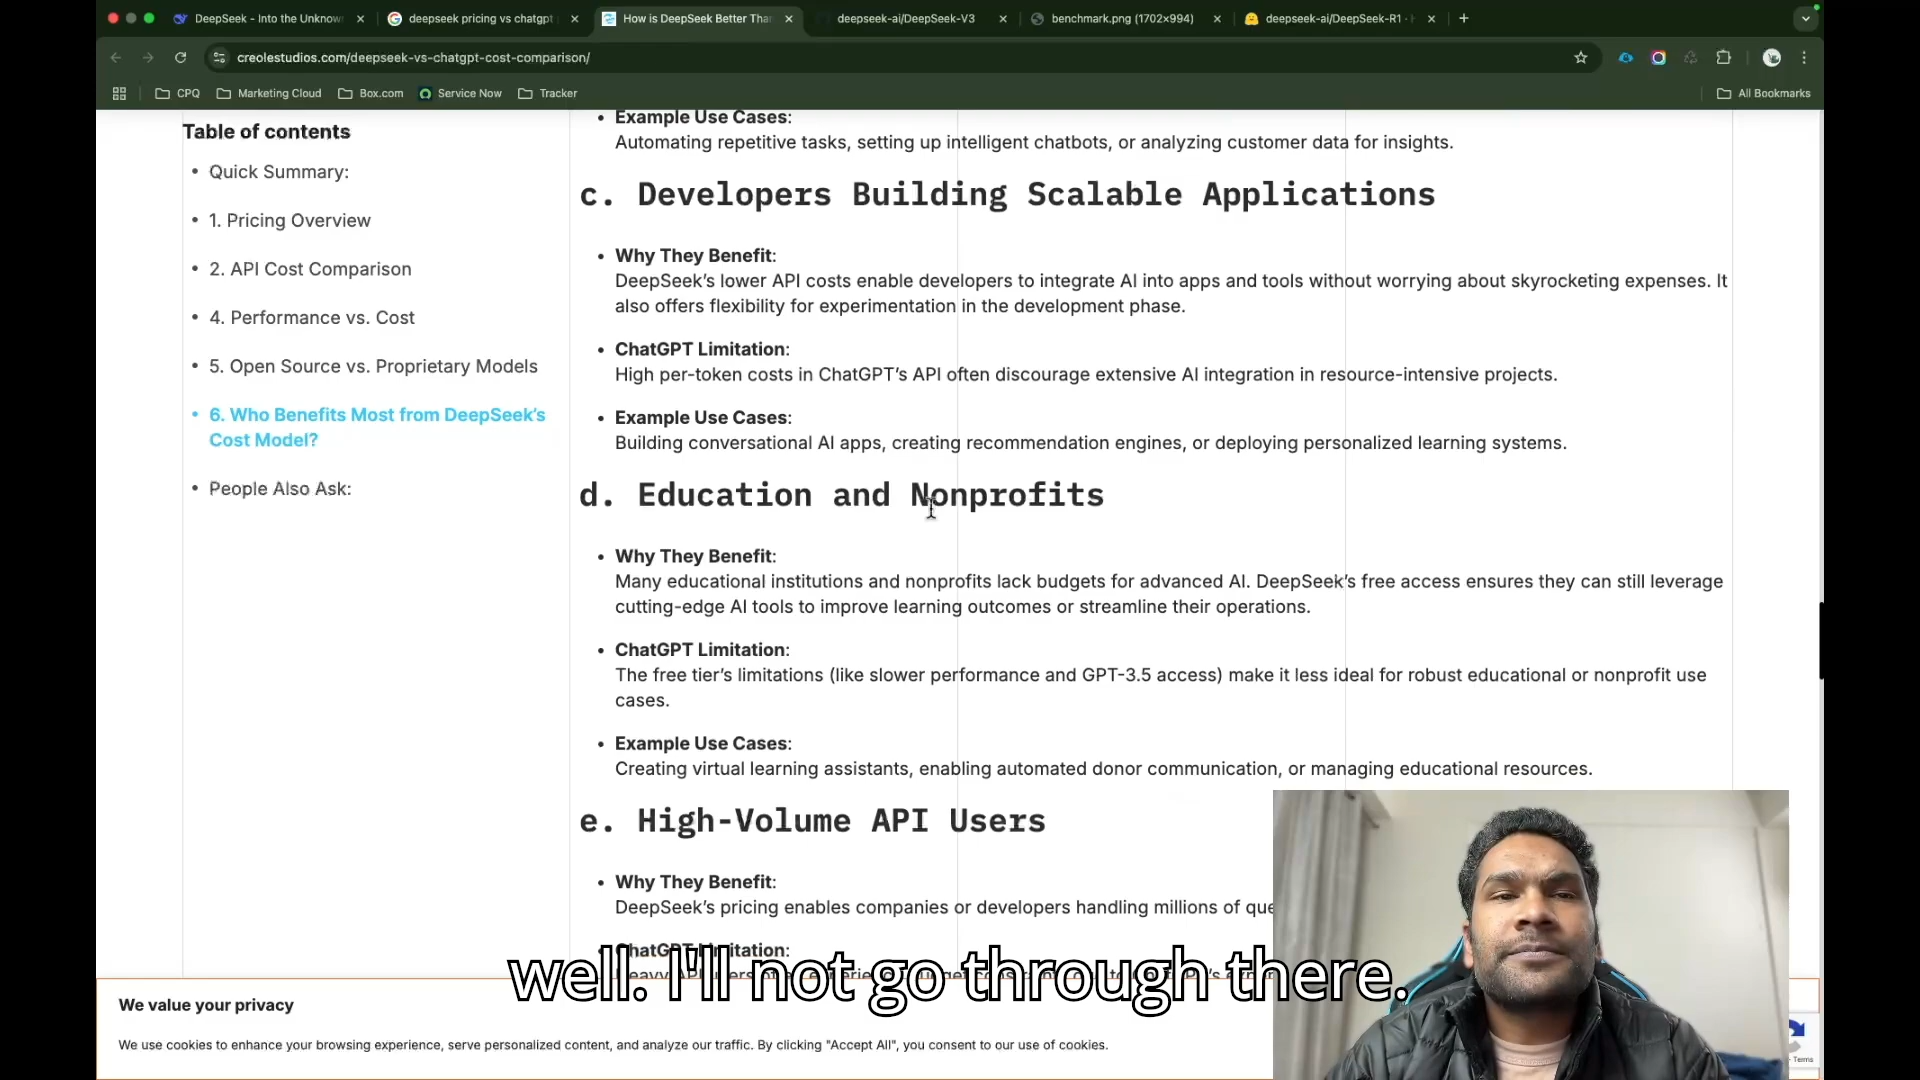 DeepSeek - Into the Unknown
deepseek pricing vs chatgpt
How is DeepSeek Better Than
deepseek-ai/DeepSeek-V3
benchmark.png (1702×994)
deepseek-ai/DeepSeek-R1 ·
creolestudios.com/deepseek-vs-chatgpt-cost-comparison/
CPQ
Marketing Cloud
Box.com
Service Now
Tracker
All Bookmarks
Table of contents
• Quick Summary:
• 1. Pricing Overview
• 2. API Cost Comparison
• 4. Performance vs. Cost
• 5. Open Source vs. Proprietary Models
• 6. Who Benefits Most from DeepSeek’s
Cost Model?
• People Also Ask:
• Example Use Cases:
Automating repetitive tasks, setting up intelligent chatbots, or analyzing customer data for insights.
c. Developers Building Scalable Applications
• Why They Benefit:
DeepSeek’s lower API costs enable developers to integrate AI into apps and tools without worrying about skyrocketing expenses. It
also offers flexibility for experimentation in the development phase.
• ChatGPT Limitation:
High per-token costs in ChatGPT’s API often discourage extensive AI integration in resource-intensive projects.
• Example Use Cases:
Building conversational AI apps, creating recommendation engines, or deploying personalized learning systems.
d. Education and Nonprofits
• Why They Benefit:
Many educational institutions and nonprofits lack budgets for advanced AI. DeepSeek’s free access ensures they can still leverage
cutting-edge AI tools to improve learning outcomes or streamline their operations.
• ChatGPT Limitation:
The free tier’s limitations (like slower performance and GPT-3.5 access) make it less ideal for robust educational or nonprofit use
cases.
• Example Use Cases:
Creating virtual learning assistants, enabling automated donor communication, or managing educational resources.
e. High-Volume API Users
• Why They Benefit:
DeepSeek’s pricing enables companies or developers handling millions of que
• ChatGPT Limitation:
well. I'll not go through there.
We value your privacy
We use cookies to enhance your browsing experience, serve personalized content, and analyze our traffic. By clicking "Accept All", you consent to our use of cookies.
Terms